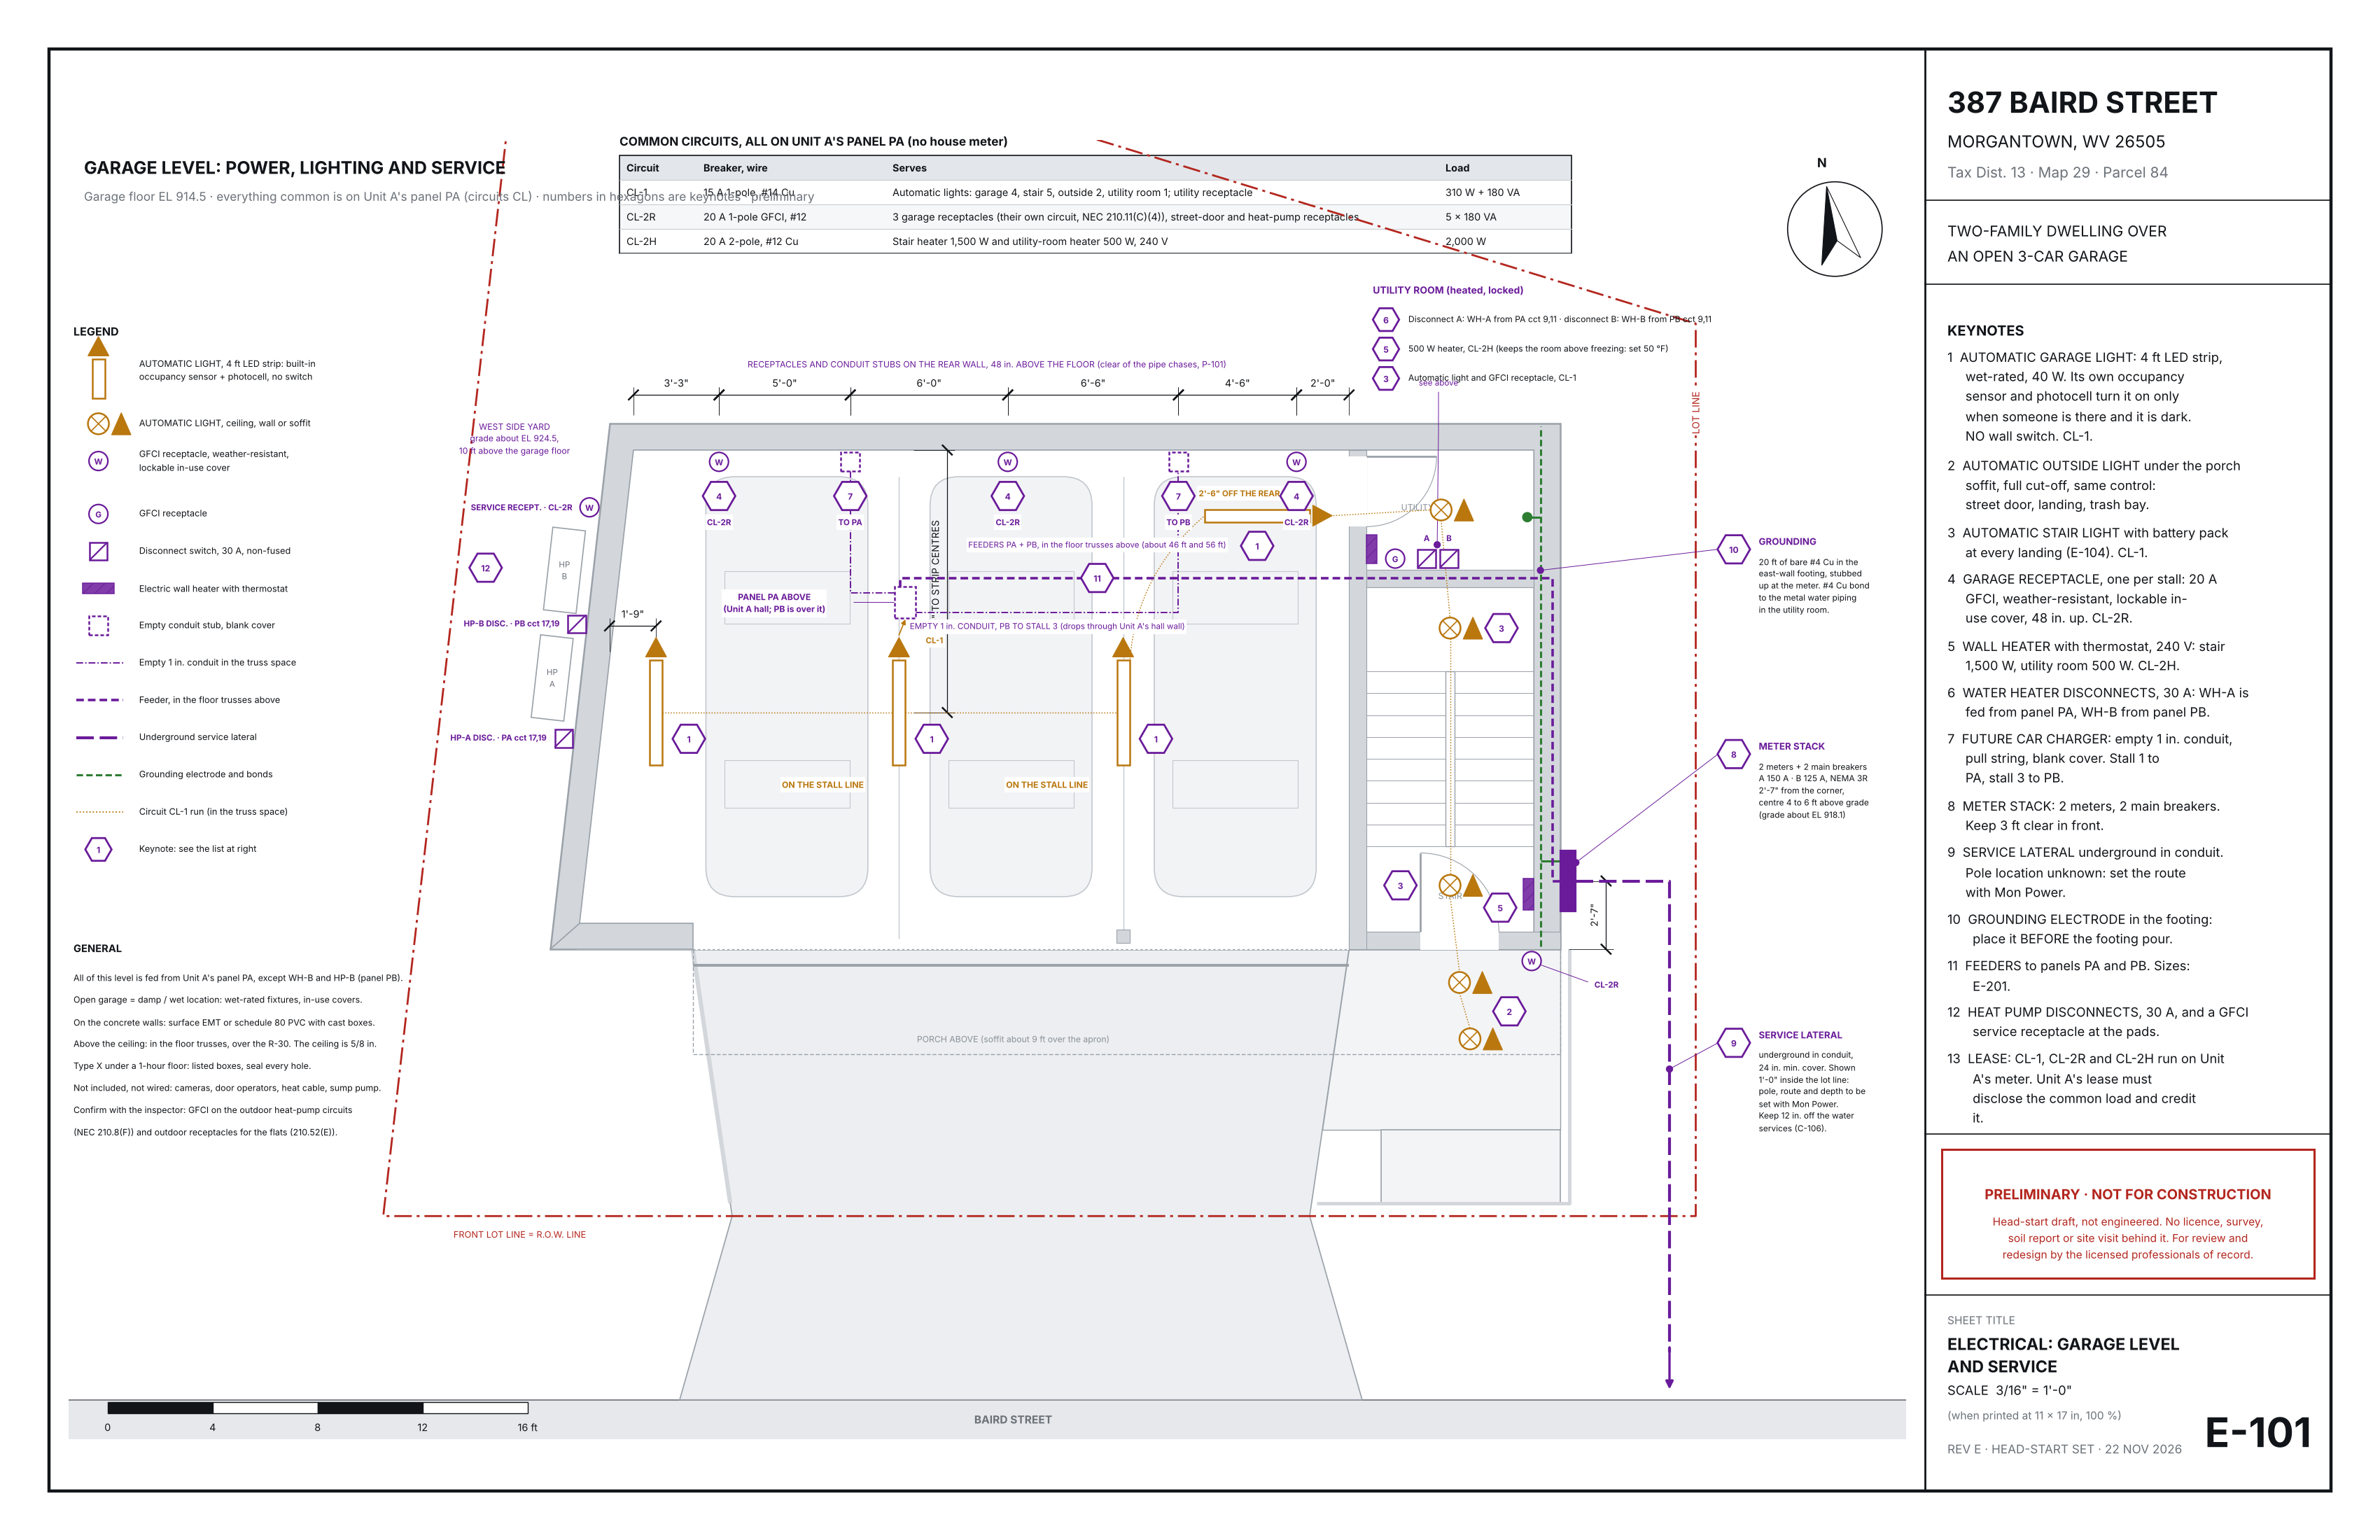 COMMON CIRCUITS, ALL ON UNIT A'S PANEL PA (no house meter)
GARAGE LEVEL: POWER, LIGHTING AND SERVICE
Garage floor EL 914.5 · everything common is on Unit A's panel PA (circuits CL) · numbers in hexagons are keynotes · preliminary
Circuit Breaker, wire Serves Load
CL-1 15 A 1-pole, #14 Cu Automatic lights: garage 4, stair 5, outside 2, utility room 1; utility receptacle 310 W + 180 VA
CL-2R 20 A 1-pole GFCI, #12 3 garage receptacles (their own circuit, NEC 210.11(C)(4)), street-door and heat-pump receptacles 5 × 180 VA
CL-2H 20 A 2-pole, #12 Cu Stair heater 1,500 W and utility-room heater 500 W, 240 V 2,000 W
N
UTILITY ROOM (heated, locked)
6 Disconnect A: WH-A from PA cct 9,11 · disconnect B: WH-B from PB cct 9,11
5 500 W heater, CL-2H (keeps the room above freezing: set 50 °F)
3 Automatic light and GFCI receptacle, CL-1
see above
LOT LINE
LEGEND
AUTOMATIC LIGHT, 4 ft LED strip: built-in
occupancy sensor + photocell, no switch
AUTOMATIC LIGHT, ceiling, wall or soffit
W
GFCI receptacle, weather-resistant,
lockable in-use cover
G
GFCI receptacle
Disconnect switch, 30 A, non-fused
Electric wall heater with thermostat
Empty conduit stub, blank cover
Empty 1 in. conduit in the truss space
Feeder, in the floor trusses above
Underground service lateral
Grounding electrode and bonds
Circuit CL-1 run (in the truss space)
1 Keynote: see the list at right
GENERAL
All of this level is fed from Unit A's panel PA, except WH-B and HP-B (panel PB).
Open garage = damp / wet location: wet-rated fixtures, in-use covers.
On the concrete walls: surface EMT or schedule 80 PVC with cast boxes.
Above the ceiling: in the floor trusses, over the R-30. The ceiling is 5/8 in.
Type X under a 1-hour floor: listed boxes, seal every hole.
Not included, not wired: cameras, door operators, heat cable, sump pump.
Confirm with the inspector: GFCI on the outdoor heat-pump circuits
(NEC 210.8(F)) and outdoor receptacles for the flats (210.52(E)).
RECEPTACLES AND CONDUIT STUBS ON THE REAR WALL, 48 in. ABOVE THE FLOOR (clear of the pipe chases, P-101)
3'-3" 5'-0" 6'-0" 6'-6" 4'-6" 2'-0"
WEST SIDE YARD
grade about EL 924.5,
10 ft above the garage floor
W W W
4 7 4 7 4
2'-6" OFF THE REAR
CL-2R TO PA CL-2R TO PB CL-2R
SERVICE RECEPT. · CL-2R W
UTILITY
12
HP
B
FEEDERS PA + PB, in the floor trusses above (about 46 ft and 56 ft)
1
A B
G
11
TO STRIP CENTRES
PANEL PA ABOVE
(Unit A hall; PB is over it)
1'-9"
HP-B DISC. · PB cct 17,19
EMPTY 1 in. CONDUIT, PB TO STALL 3 (drops through Unit A's hall wall)
CL-1
3
HP
A
HP-A DISC. · PA cct 17,19
1 1 1
ON THE STALL LINE ON THE STALL LINE
3
STAIR
5
2'-7"
W
CL-2R
2
PORCH ABOVE (soffit about 9 ft over the apron)
10 GROUNDING
20 ft of bare #4 Cu in the
east-wall footing, stubbed
up at the meter. #4 Cu bond
to the metal water piping
in the utility room.
8 METER STACK
2 meters + 2 main breakers
A 150 A · B 125 A, NEMA 3R
2'-7" from the corner,
centre 4 to 6 ft above grade
(grade about EL 918.1)
9 SERVICE LATERAL
underground in conduit,
24 in. min. cover. Shown
1'-0" inside the lot line:
pole, route and depth to be
set with Mon Power.
Keep 12 in. off the water
services (C-106).
FRONT LOT LINE = R.O.W. LINE
BAIRD STREET
0 4 8 12 16 ft
387 BAIRD STREET
MORGANTOWN, WV 26505
Tax Dist. 13 · Map 29 · Parcel 84
TWO-FAMILY DWELLING OVER
AN OPEN 3-CAR GARAGE
KEYNOTES
1 AUTOMATIC GARAGE LIGHT: 4 ft LED strip,
wet-rated, 40 W. Its own occupancy
sensor and photocell turn it on only
when someone is there and it is dark.
NO wall switch. CL-1.
2 AUTOMATIC OUTSIDE LIGHT under the porch
soffit, full cut-off, same control:
street door, landing, trash bay.
3 AUTOMATIC STAIR LIGHT with battery pack
at every landing (E-104). CL-1.
4 GARAGE RECEPTACLE, one per stall: 20 A
GFCI, weather-resistant, lockable in-
use cover, 48 in. up. CL-2R.
5 WALL HEATER with thermostat, 240 V: stair
1,500 W, utility room 500 W. CL-2H.
6 WATER HEATER DISCONNECTS, 30 A: WH-A is
fed from panel PA, WH-B from panel PB.
7 FUTURE CAR CHARGER: empty 1 in. conduit,
pull string, blank cover. Stall 1 to
PA, stall 3 to PB.
8 METER STACK: 2 meters, 2 main breakers.
Keep 3 ft clear in front.
9 SERVICE LATERAL underground in conduit.
Pole location unknown: set the route
with Mon Power.
10 GROUNDING ELECTRODE in the footing:
place it BEFORE the footing pour.
11 FEEDERS to panels PA and PB. Sizes:
E-201.
12 HEAT PUMP DISCONNECTS, 30 A, and a GFCI
service receptacle at the pads.
13 LEASE: CL-1, CL-2R and CL-2H run on Unit
A's meter. Unit A's lease must
disclose the common load and credit
it.
PRELIMINARY · NOT FOR CONSTRUCTION
Head-start draft, not engineered. No licence, survey,
soil report or site visit behind it. For review and
redesign by the licensed professionals of record.
SHEET TITLE
ELECTRICAL: GARAGE LEVEL
AND SERVICE
SCALE 3/16" = 1'-0"
(when printed at 11 × 17 in, 100 %)
REV E · HEAD-START SET · 22 NOV 2026
E-101